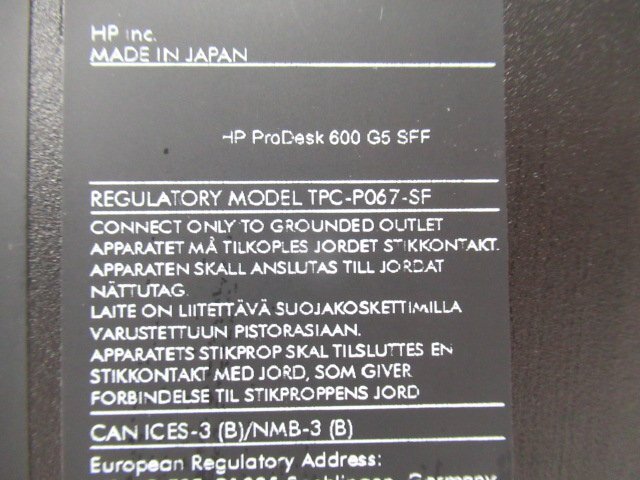 HP Inc.
MADE IN JAPAN
HP ProDesk 600 G5 SFF
REGULATORY MODEL TPC-P067-SF
CONNECT ONLY TO GROUNDED OUTLET
APPARATET MÅ TILKOPLES JORDET STIKKONTAKT.
APPARATEN SKALL ANSLUTAS TILL JORDAT
NÄTTUTAG.
LAITE ON LIITETTÄVÄ SUOJAKOSKETTIMILLA
VARUSTETTUUN PISTORASIAAN.
APPARATETS STIKPROP SKAL TILSLUTTES EN
STIKKONTAKT MED JORD, SOM GIVER
FORBINDELSE TIL STIKPROPPENS JORD
CAN ICES-3 (B)/NMB-3 (B)
European Regulatory Address:
Germany